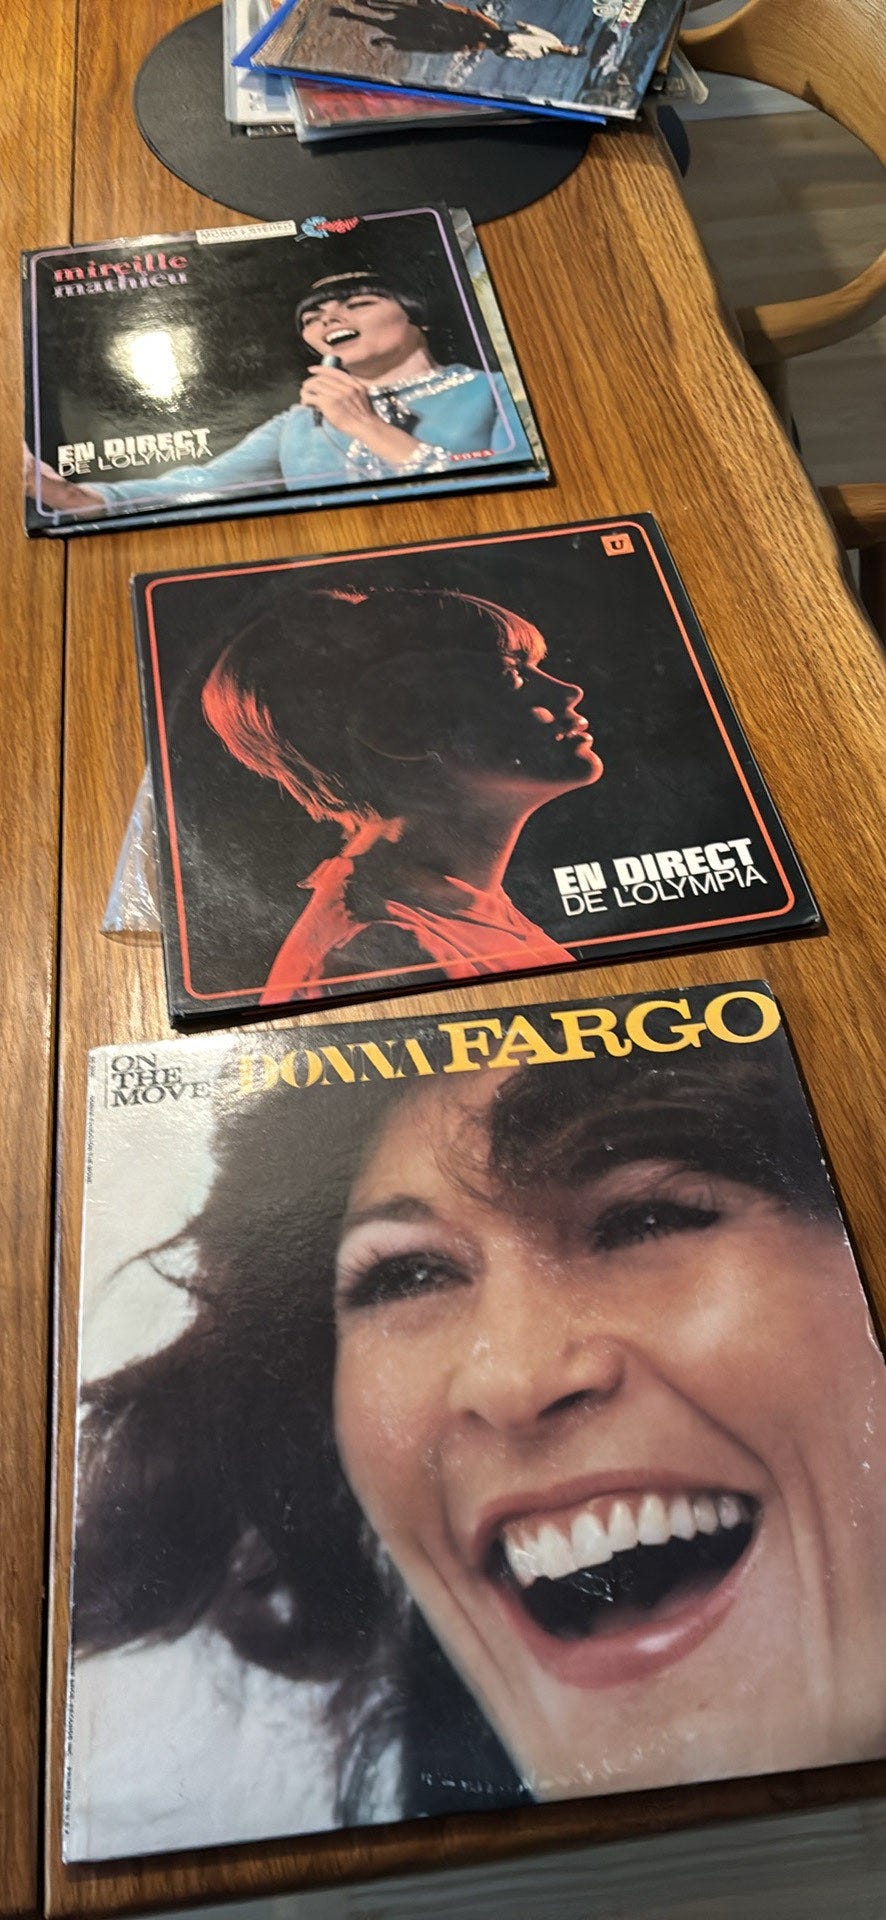 MONO + STEREO
mireille
mathieu
EN DIRECT
DE L'OLYMPIA
U
EN DIRECT
DE L'OLYMPIA
ON
THE
MOVE
DONNA FARGO